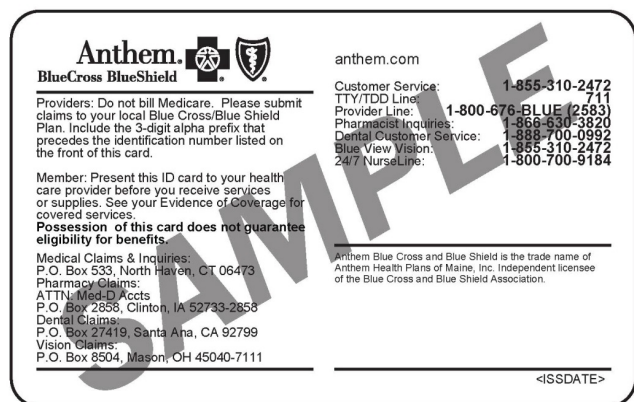 Anthem.
BlueCross BlueShield
Providers: Do not bill Medicare. Please submit
claims to your local Blue Cross/Blue Shield
Plan. Include the 3-digit alpha prefix that
precedes the identification number listed on
the front of this card.
Member: Present this ID card to your health
care provider before you receive services
or supplies. See your Evidence of Coverage for
covered services.
Possession of this card does not guarantee
eligibility for benefits.
Medical Claims & Inquiries:
P.O. Box 533, North Haven, CT 06473
Pharmacy Claims:
ATTN: Med-D Accts
P.O. Box 2858, Clinton, IA 52733-2858
Dental Claims:
P.O. Box 27419, Santa Ana, CA 92799
Vision Claims:
P.O. Box 8504, Mason, OH 45040-7111
anthem.com
Customer Service: 1-855-310-2472
TTY/TDD Line: 711
Provider Line: 1-800-676-BLUE (2583)
Pharmacist Inquiries: 1-866-630-3820
Dental Customer Service: 1-888-700-0992
Blue View Vision: 1-855-310-2472
24/7 NurseLine: 1-800-700-9184
Anthem Blue Cross and Blue Shield is the trade name of
Anthem Health Plans of Maine, Inc. Independent licensee
of the Blue Cross and Blue Shield Association.
<ISSDATE>
SAMPLE